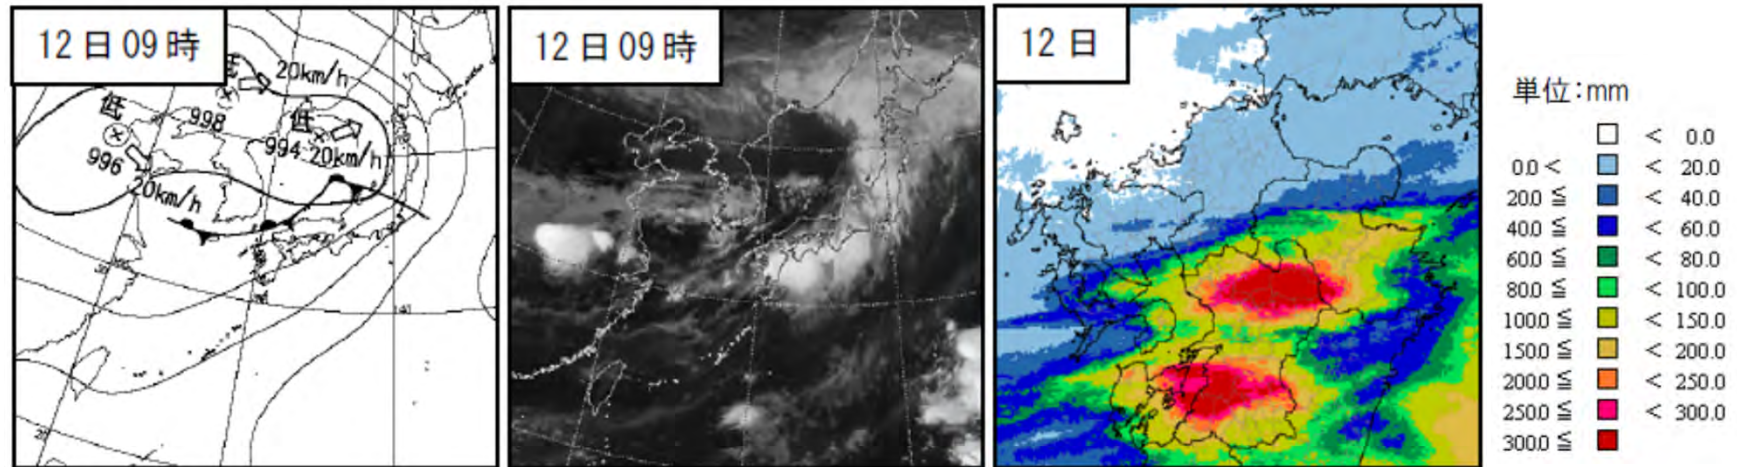 12日09時
低
20km/h
低
998
994
20km/h
996
20km/h
12日09時
12日
単位:mm
< 0.0
0.0 < < 20.0
20.0 ≦ < 40.0
40.0 ≦ < 60.0
60.0 ≦ < 80.0
80.0 ≦ < 100.0
100.0 ≦ < 150.0
150.0 ≦ < 200.0
200.0 ≦ < 250.0
250.0 ≦ < 300.0
300.0 ≦